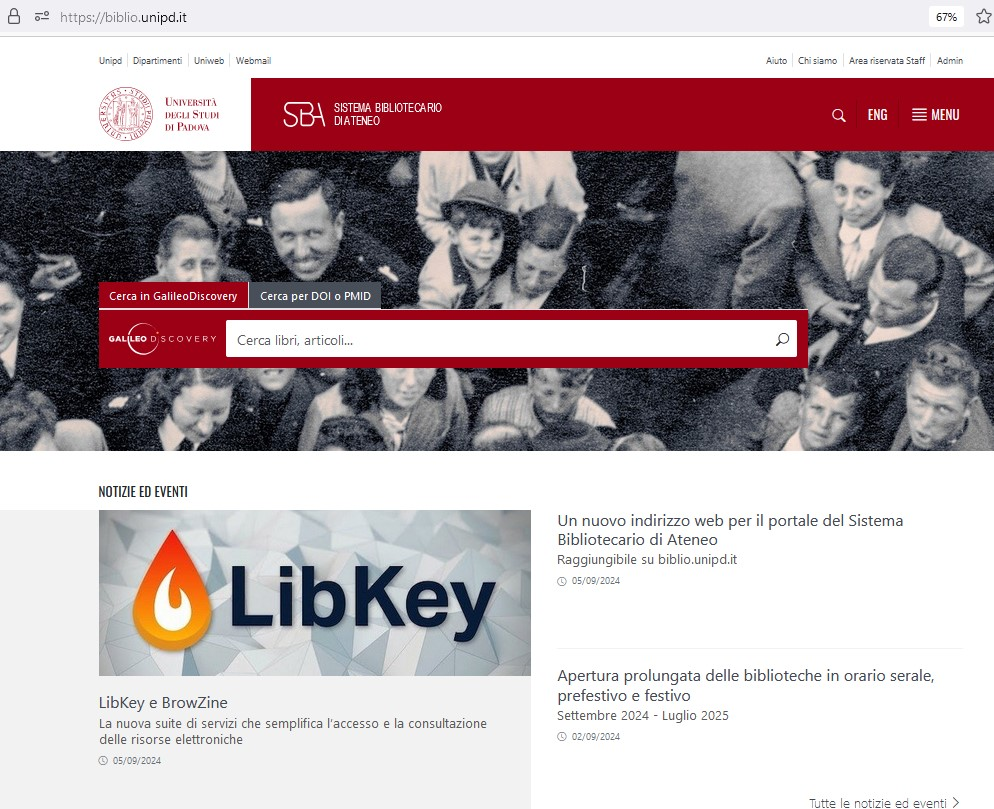 https://biblio.unipd.it
67%
Unipd
Dipartimenti
Uniweb
Webmail
Aiuto
Chi siamo
Area riservata Staff
Admin
UNIVERSITÀ
DEGLI STUDI
DI PADOVA
SBA
SISTEMA BIBLIOTECARIO
DI ATENEO
ENG
MENU
Cerca in GalileoDiscovery
Cerca per DOI o PMID
GALILEO DISCOVERY
Cerca libri, articoli...
NOTIZIE ED EVENTI
LibKey
LibKey e BrowZine
La nuova suite di servizi che semplifica l'accesso e la consultazione
delle risorse elettroniche
05/09/2024
Un nuovo indirizzo web per il portale del Sistema
Bibliotecario di Ateneo
Raggiungibile su biblio.unipd.it
05/09/2024
Apertura prolungata delle biblioteche in orario serale,
prefestivo e festivo
Settembre 2024 - Luglio 2025
02/09/2024
Tutte le notizie ed eventi